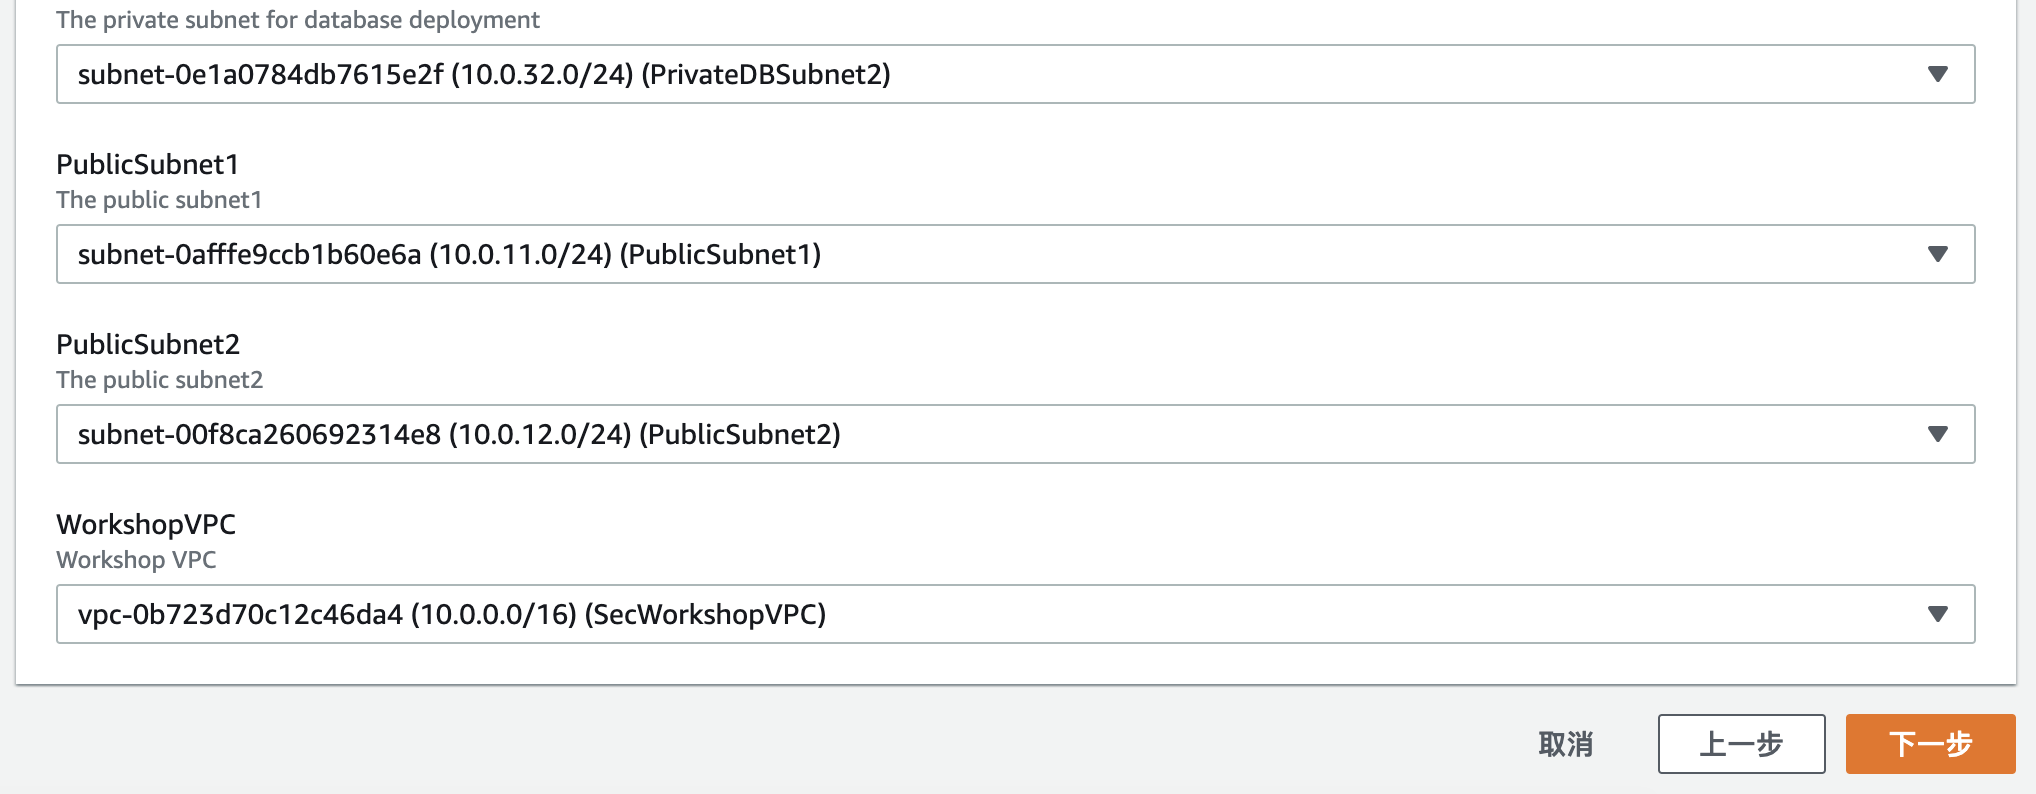 The private subnet for database deployment
subnet-0e1a0784db7615e2f (10.0.32.0/24) (PrivateDBSubnet2)
PublicSubnet1
The public subnet1
subnet-0afffe9ccb1b60e6a (10.0.11.0/24) (PublicSubnet1)
PublicSubnet2
The public subnet2
subnet-00f8ca260692314e8 (10.0.12.0/24) (PublicSubnet2)
WorkshopVPC
Workshop VPC
vpc-0b723d70c12c46da4 (10.0.0.0/16) (SecWorkshopVPC)
取消
上一步
下一步